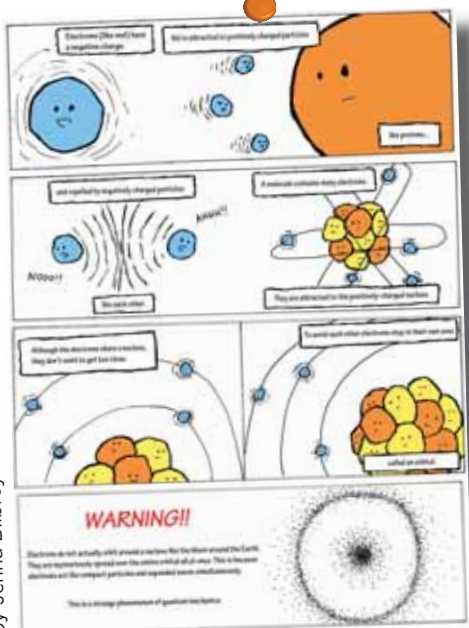 Electrons (like me!) have
a negative charge.
We're attracted to positively charged particles
like protons...
and repelled by negatively charged particles
NOoo!!
AHHH!!
like each other.
A molecule contains many electrons.
They are attracted to the positively charged nucleus.
Although the electrons share a nucleus,
they don't want to get too close.
To avoid each other electrons stay in their own area
called an orbital.
WARNING!!
Electrons do not actually orbit around a nucleus like the Moon around the Earth.
They are mysteriously spread over the entire orbital all at once. This is because
electrons act like compact particles and expanded waves simultaneously.
This is a strange phenomenon of quantum mechanics.
by Jenna Bilbrey